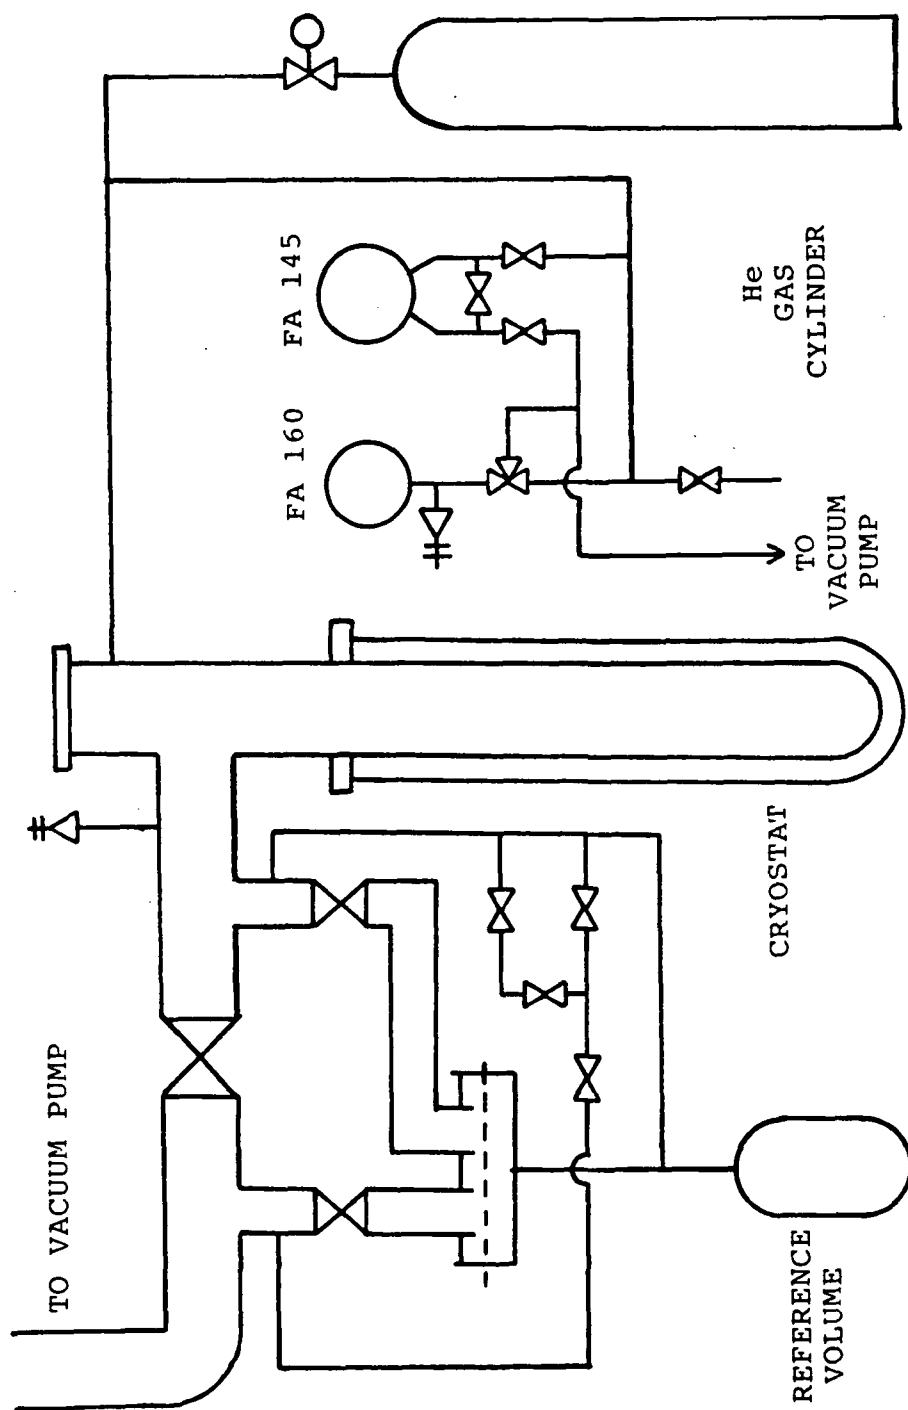 TO VACUUM PUMP
REFERENCE
VOLUME
CRYOSTAT
FA 160
FA 145
TO
VACUUM
PUMP
He
GAS
CYLINDER